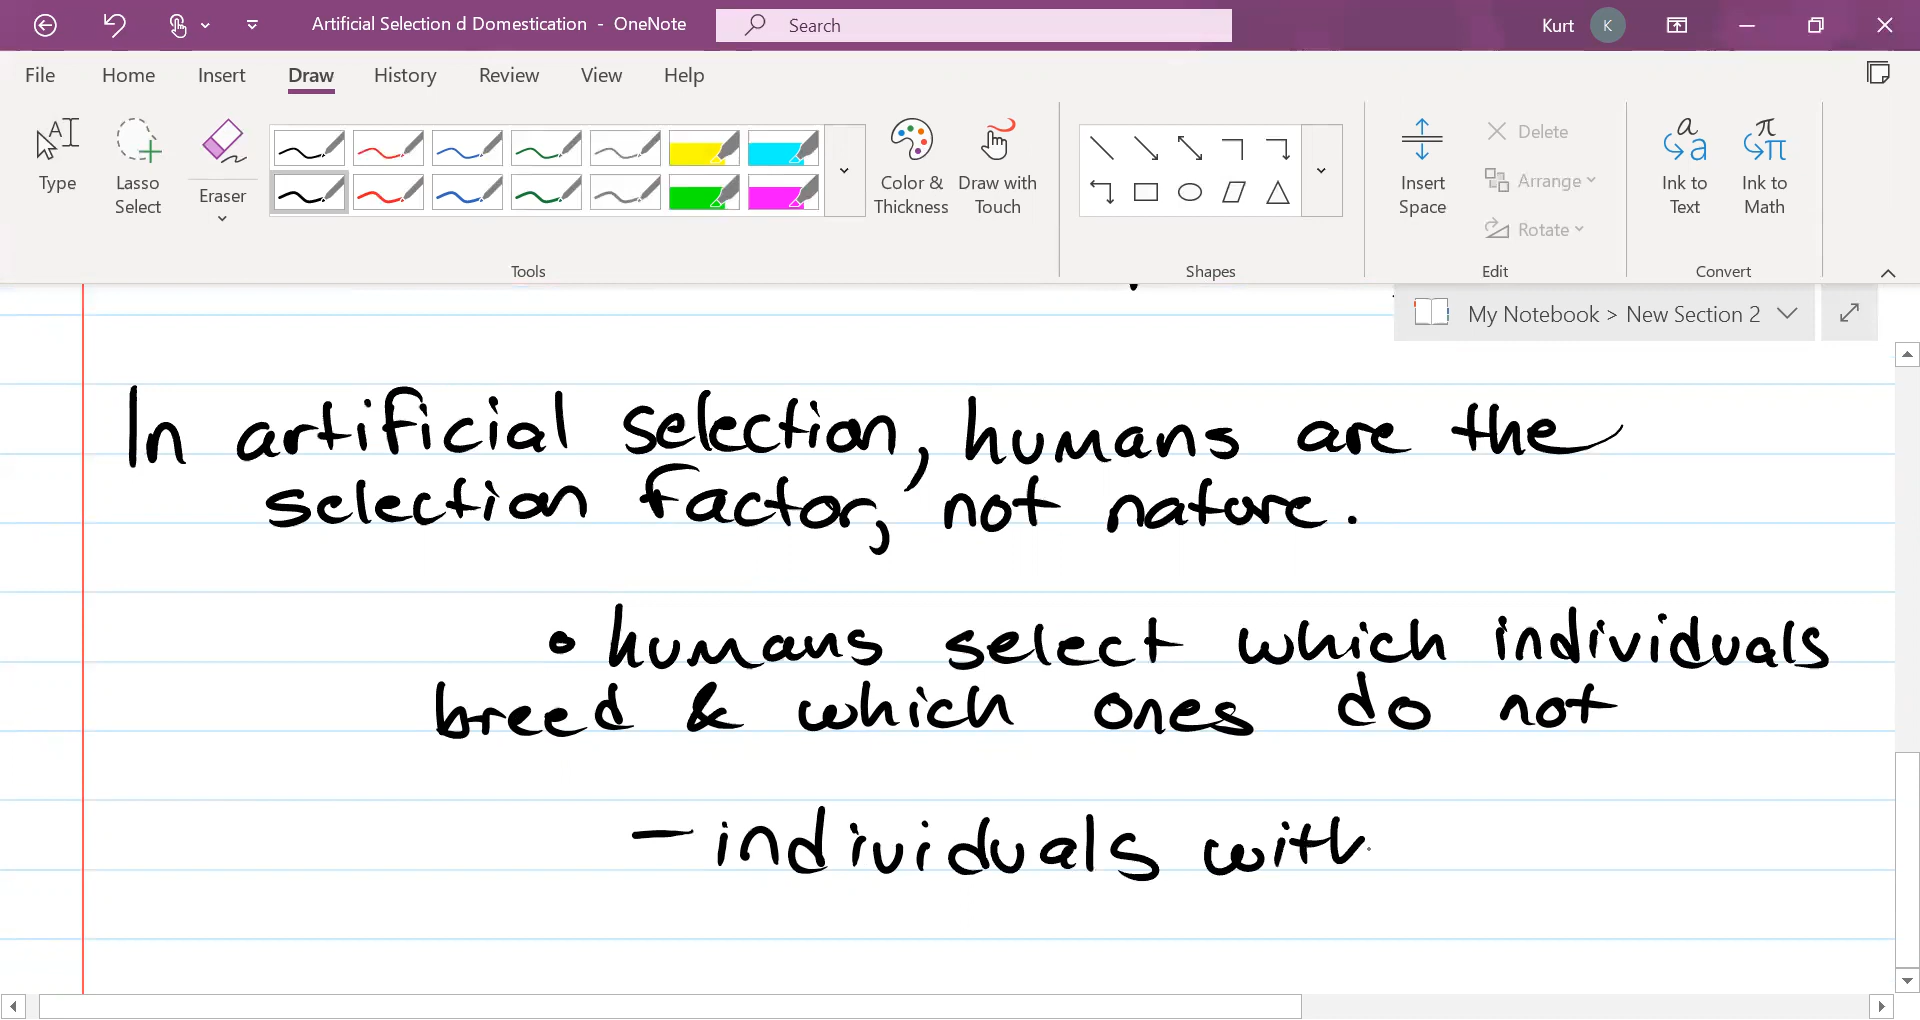 Artificial Selection d Domestication - OneNote
Search
Kurt K
File Home Insert Draw History Review View Help
Type
Lasso Select
Eraser
Color & Thickness
Draw with Touch
Insert Space
Delete
Arrange
Rotate
Ink to Text
Ink to Math
Tools Shapes Edit Convert
My Notebook > New Section 2
In artificial selection, humans are the
selection factor, not nature.
• humans select which individuals
breed & which ones do not
- individuals with